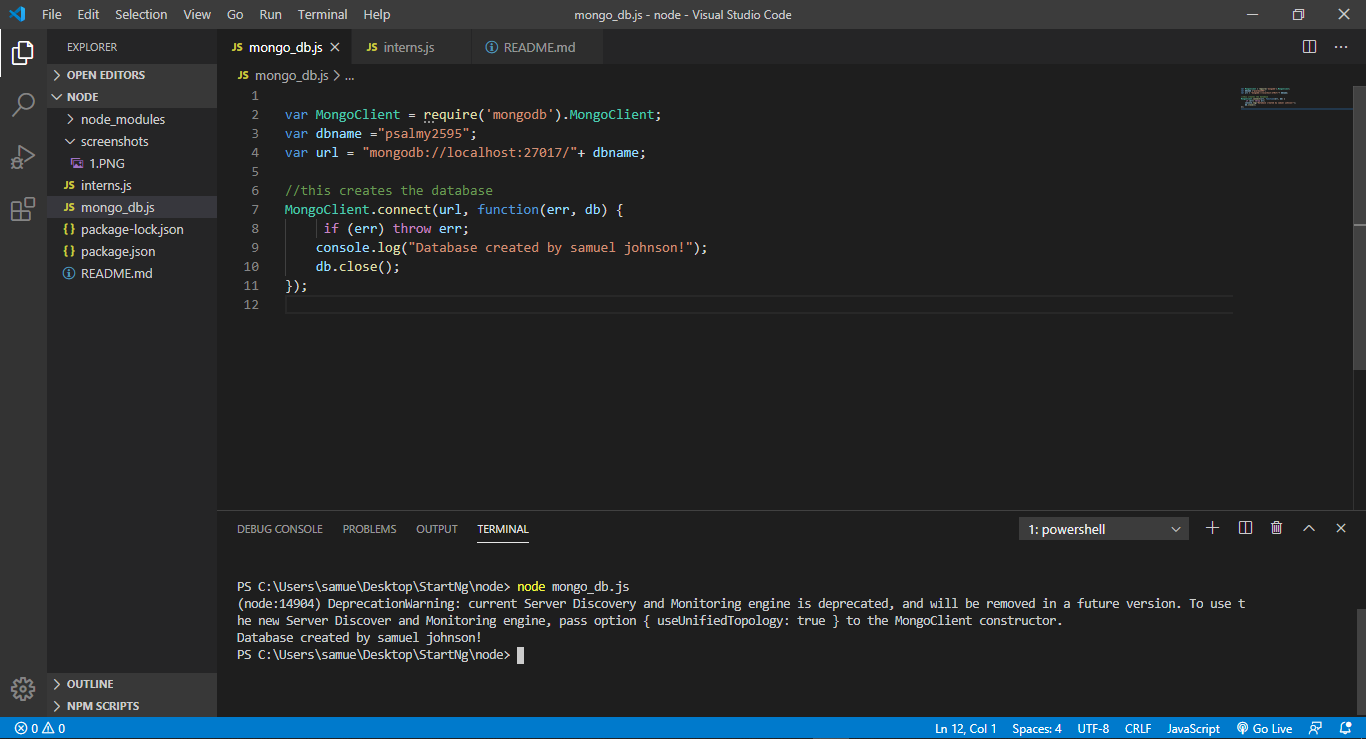 File Edit Selection View Go Run Terminal Help mongo_db.js - node - Visual Studio Code
EXPLORER
OPEN EDITORS
NODE
node_modules
screenshots
1.PNG
JS interns.js
JS mongo_db.js
{} package-lock.json
{} package.json
README.md
OUTLINE
NPM SCRIPTS
JS mongo_db.js JS interns.js README.md
JS mongo_db.js > ...
1
2 var MongoClient = require('mongodb').MongoClient;
3 var dbname ="psalmy2595";
4 var url = "mongodb://localhost:27017/"+ dbname;
5
6 //this creates the database
7 MongoClient.connect(url, function(err, db) {
8 if (err) throw err;
9 console.log("Database created by samuel johnson!");
10 db.close();
11 });
12
DEBUG CONSOLE PROBLEMS OUTPUT TERMINAL 1: powershell
PS C:\Users\samue\Desktop\StartNg\node> node mongo_db.js
(node:14904) DeprecationWarning: current Server Discovery and Monitoring engine is deprecated, and will be removed in a future version. To use t
he new Server Discover and Monitoring engine, pass option { useUnifiedTopology: true } to the MongoClient constructor.
Database created by samuel johnson!
PS C:\Users\samue\Desktop\StartNg\node>
0 0 Ln 12, Col 1 Spaces: 4 UTF-8 CRLF JavaScript Go Live